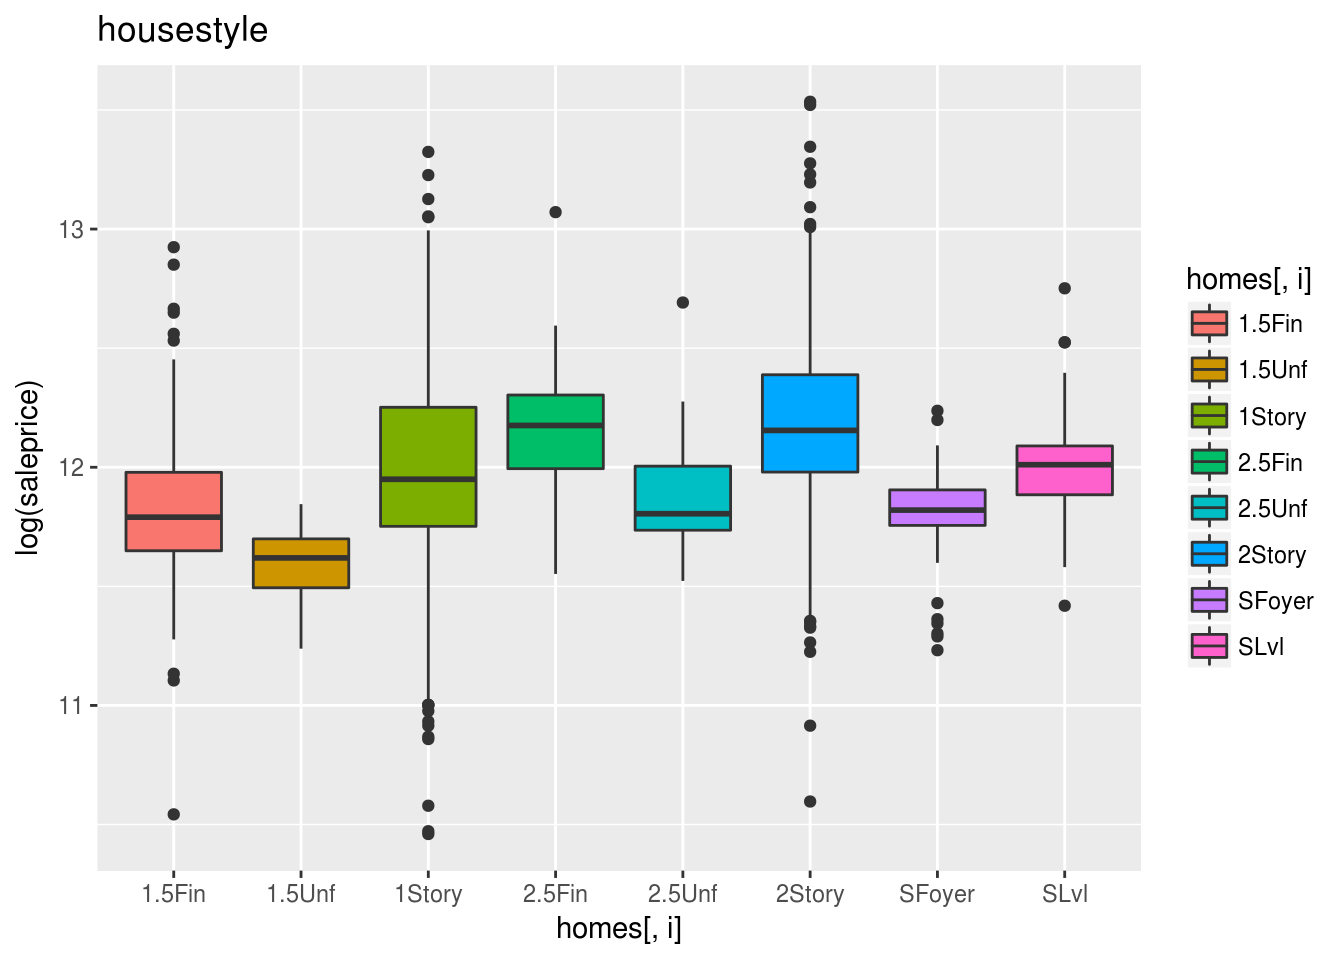 housestyle
log(saleprice)
13
12
11
1.5Fin
1.5Unf
1Story
2.5Fin
2.5Unf
2Story
SFoyer
SLvl
homes[, i]
homes[, i]
1.5Fin
1.5Unf
1Story
2.5Fin
2.5Unf
2Story
SFoyer
SLvl